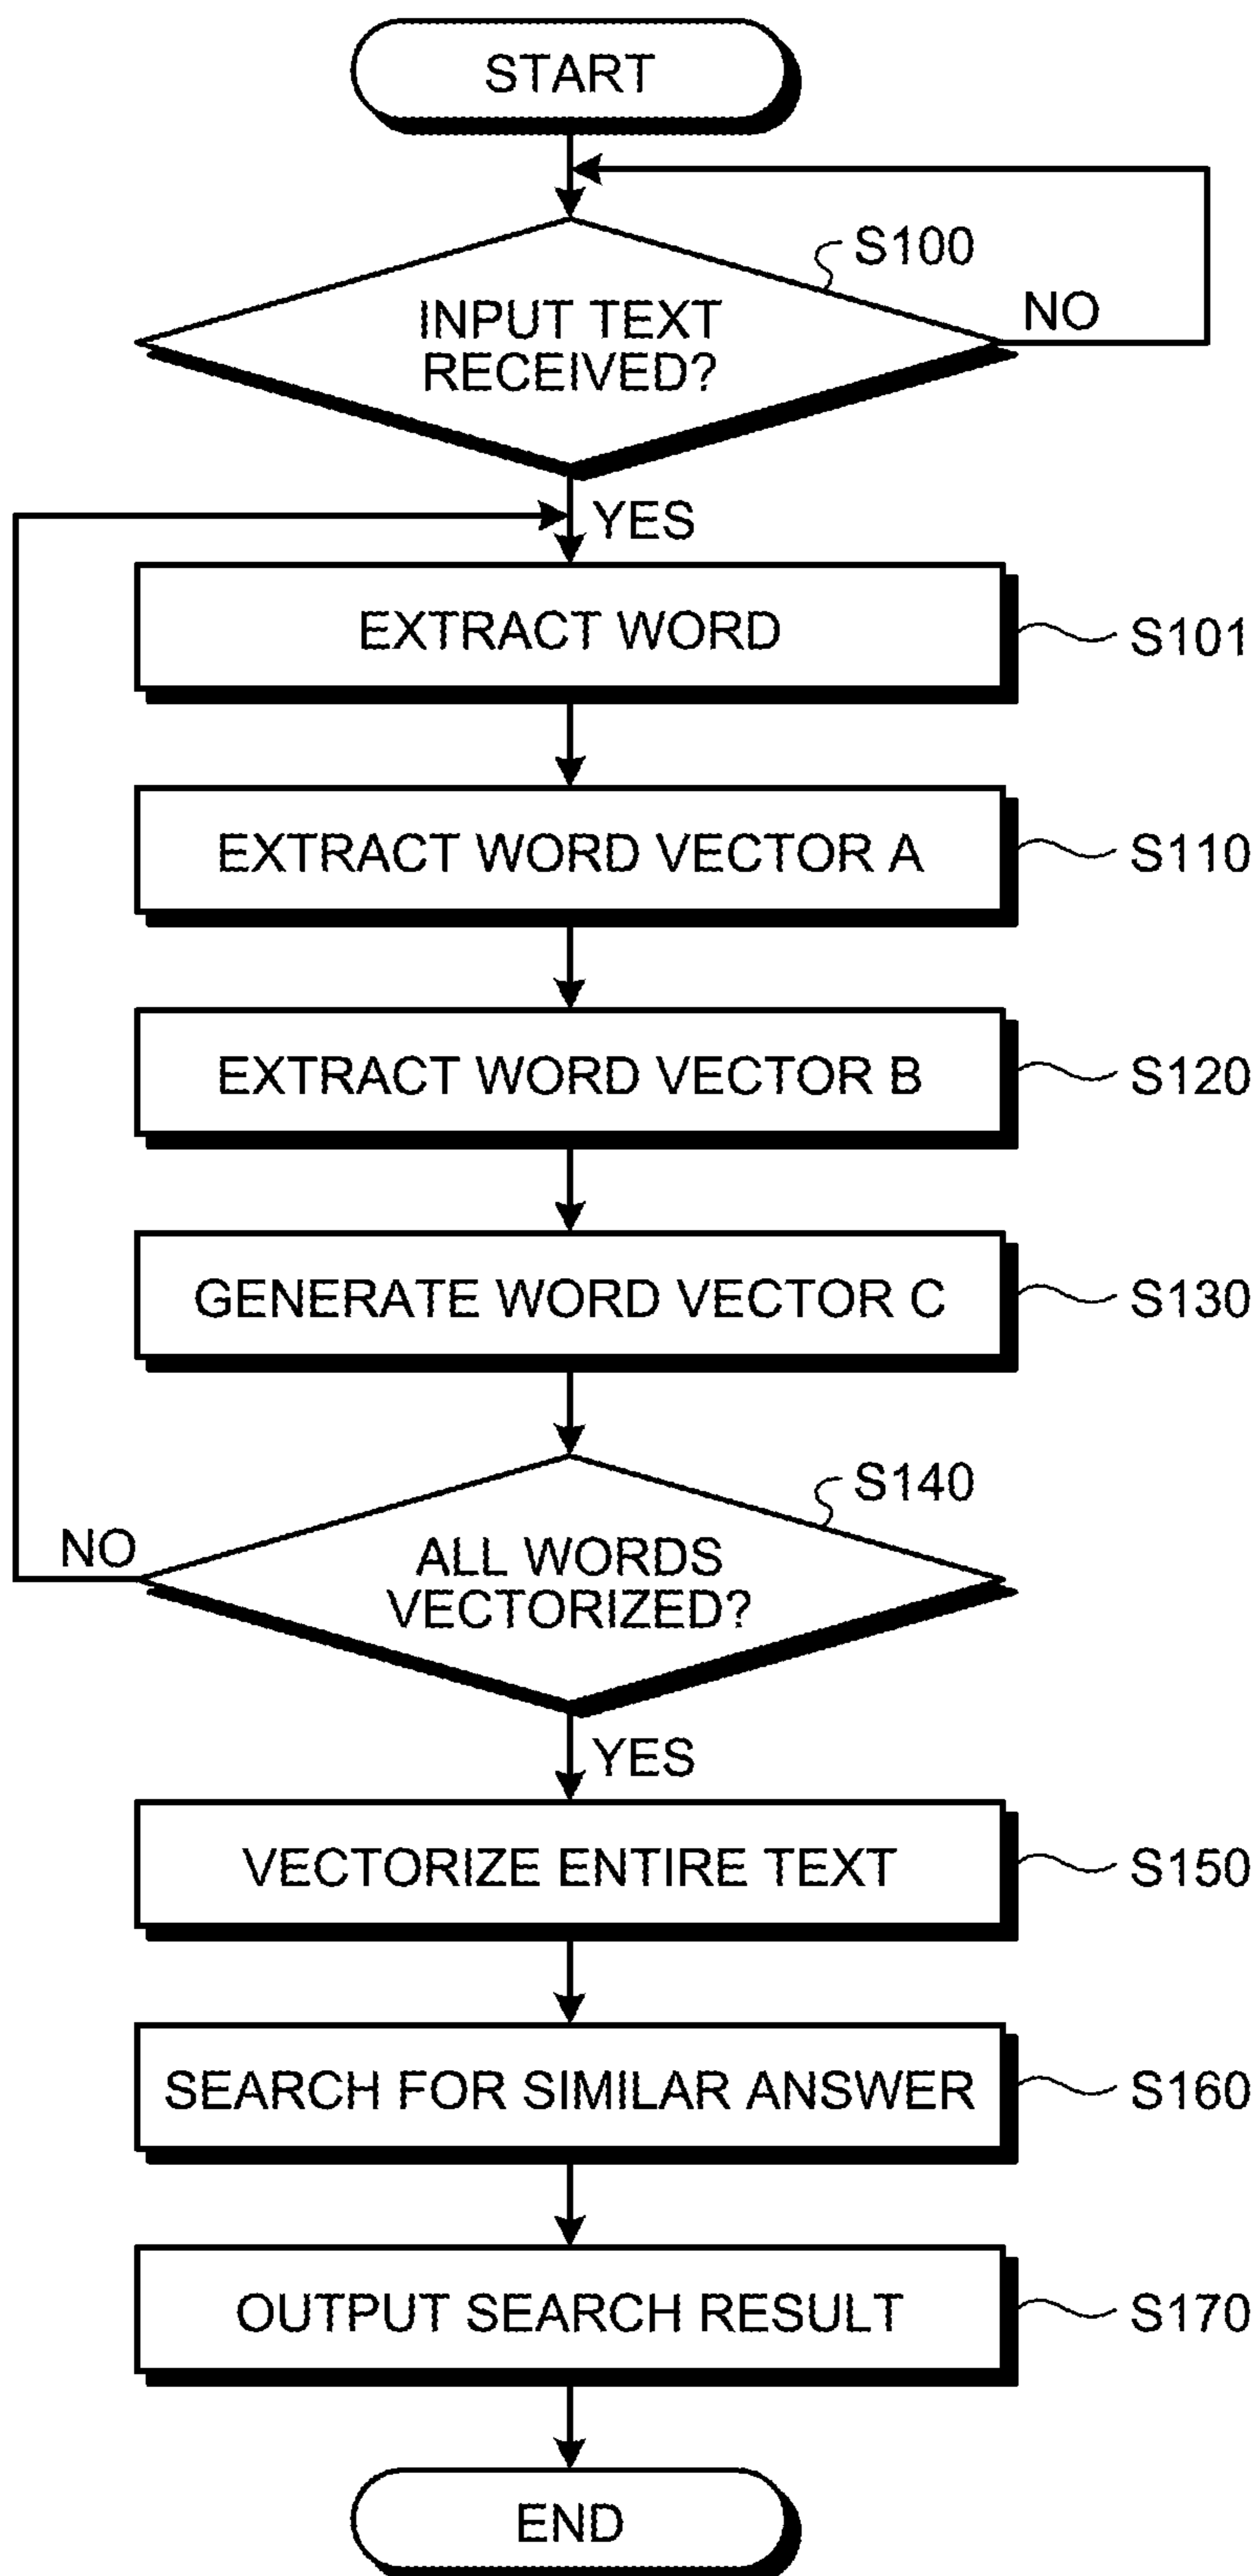 START
S100
INPUT TEXT
RECEIVED?
NO
YES
EXTRACT WORD
S101
EXTRACT WORD VECTOR A
S110
EXTRACT WORD VECTOR B
S120
GENERATE WORD VECTOR C
S130
S140
NO
ALL WORDS
VECTORIZED?
YES
VECTORIZE ENTIRE TEXT
S150
SEARCH FOR SIMILAR ANSWER
S160
OUTPUT SEARCH RESULT
S170
END